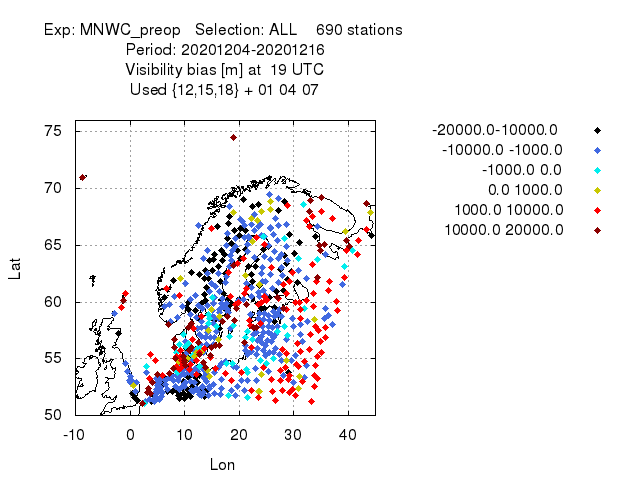 Exp: MNWC_preop   Selection: ALL    690 stations
Period: 20201204-20201216
Visibility bias [m] at  19 UTC
Used {12,15,18} + 01 04 07
-20000.0-10000.0
-10000.0 -1000.0
-1000.0 0.0
0.0 1000.0
1000.0 10000.0
10000.0 20000.0
75
70
65
60
55
50
Lat
-10 0 10 20 30 40
Lon